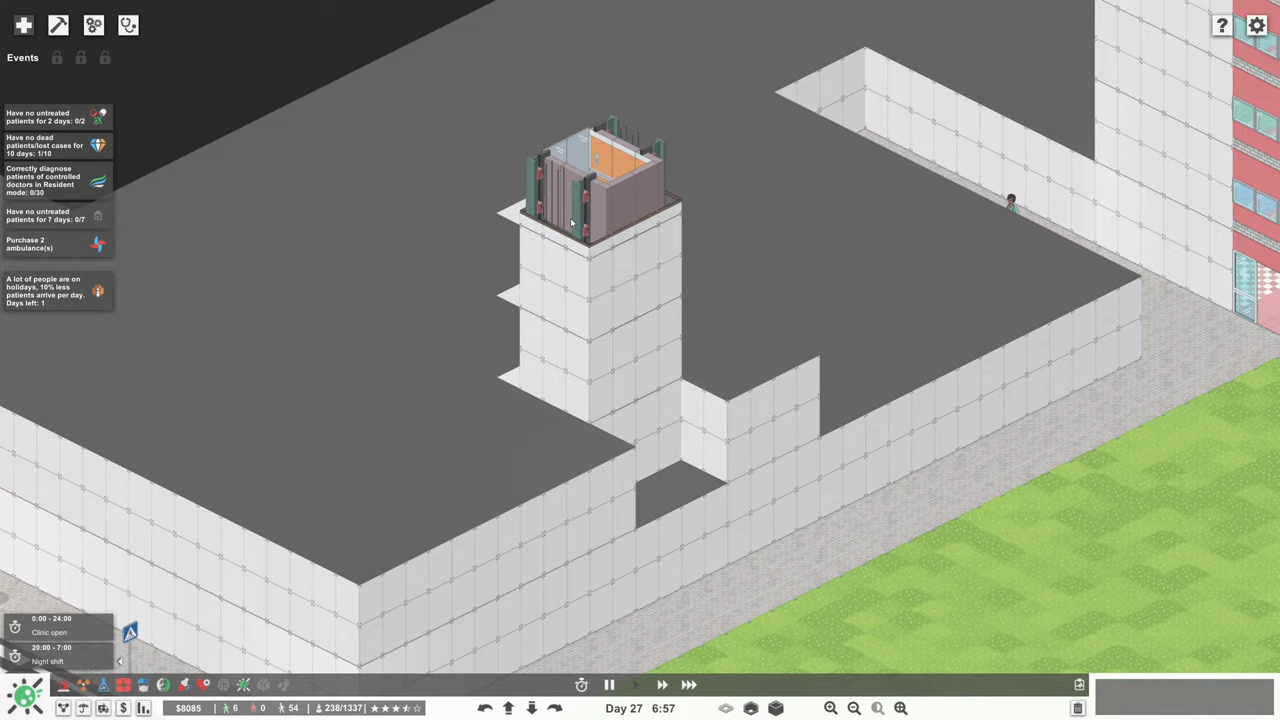 Events
?
Have no untreated
patients for 2 days: 0/2
Have no dead
patients/lost cases for
10 days: 1/10
Correctly diagnose
patients of controlled
doctors in Resident
mode: 0/30
Have no untreated
patients for 7 days: 0/7
Purchase 2
ambulance(s)
A lot of people are on
holidays, 10% less
patients arrive per day.
Days left: 1
0:00 - 24:00
Clinic open
20:00 - 7:00
Night shift
$
$8085
6
0
54
238/1337
Day 27 6:57